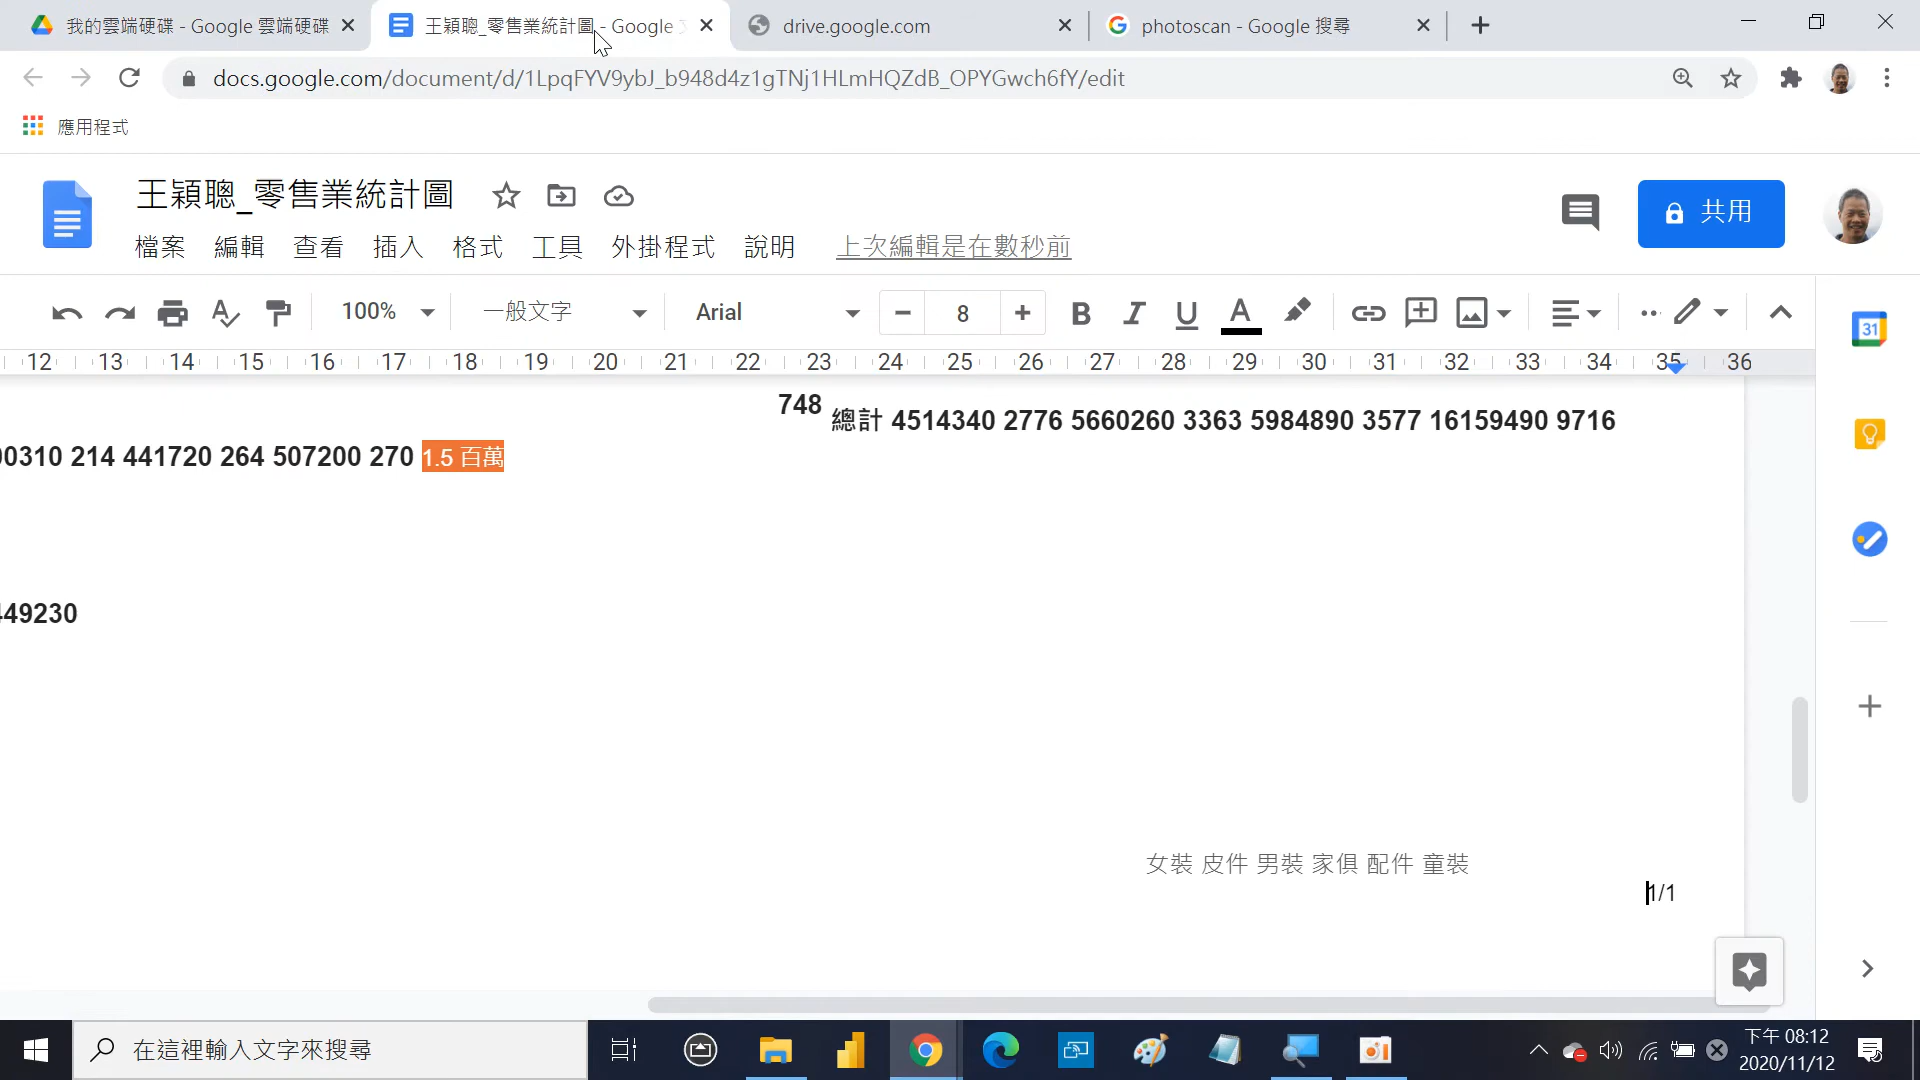 我的雲端硬碟 - Google 雲端硬碟
王穎聰_零售業統計圖 - Google
drive.google.com
photoscan - Google 搜尋
docs.google.com/document/d/1LpqFYV9ybJ_b948d4z1gTNj1HLmHQZdB_OPYGwch6fY/edit
應用程式
王穎聰_零售業統計圖
檔案 編輯 查看 插入 格式 工具 外掛程式 說明 上次編輯是在數秒前
共用
100% 一般文字 Arial 8 B I U A
31
12 13 14 15 16 17 18 19 20 21 22 23 24 25 26 27 28 29 30 31 32 33 34 35 36
748 總計 4514340 2776 5660260 3363 5984890 3577 16159490 9716
00310 214 441720 264 507200 270 1.5 百萬
449230
女裝 皮件 男裝 家俱 配件 童裝
1/1
在這裡輸入文字來搜尋
下午 08:12
2020/11/12